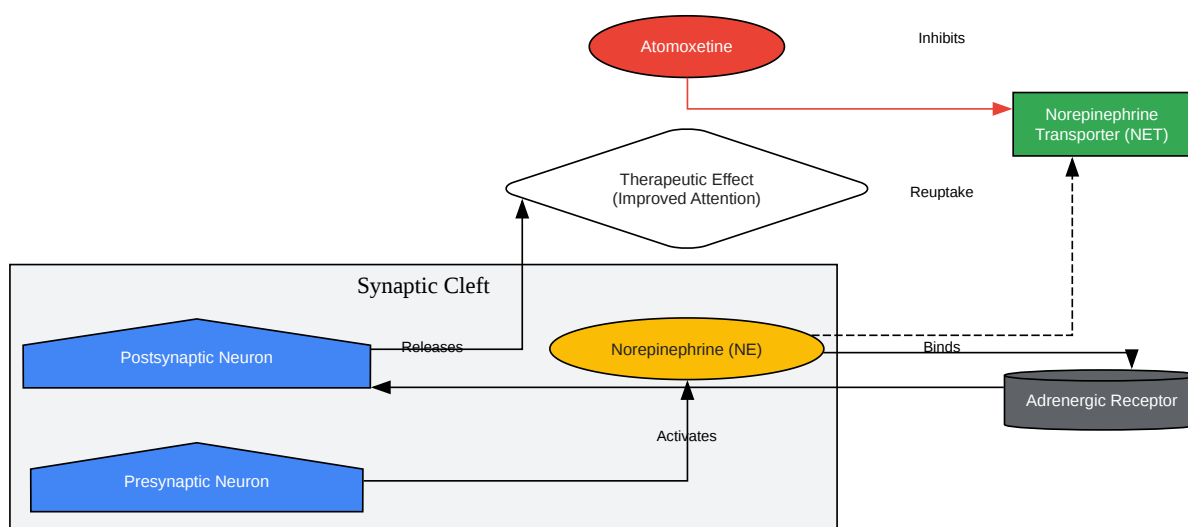 Atomoxetine
Inhibits
Norepinephrine
Transporter (NET)
Therapeutic Effect
(Improved Attention)
Reuptake
Synaptic Cleft
Postsynaptic Neuron
Releases
Norepinephrine (NE)
Binds
Adrenergic Receptor
Activates
Presynaptic Neuron